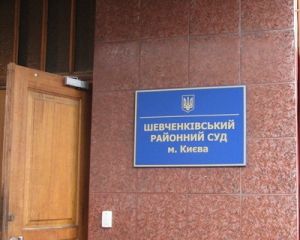 ШЕВЧЕНКІВСЬКИЙ
РАЙОННИЙ СУД
м. Києва